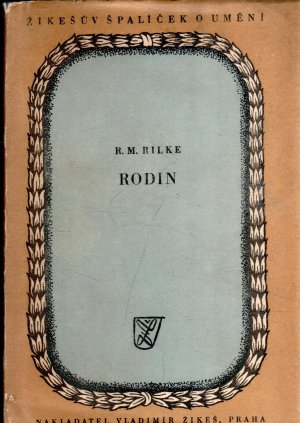 ŽIKEŠŮV ŠPALÍČEK O UMĚNÍ
R. M. RILKE
RODIN
NAKLADATEL VLADIMÍR ŽIKEŠ, PRAHA